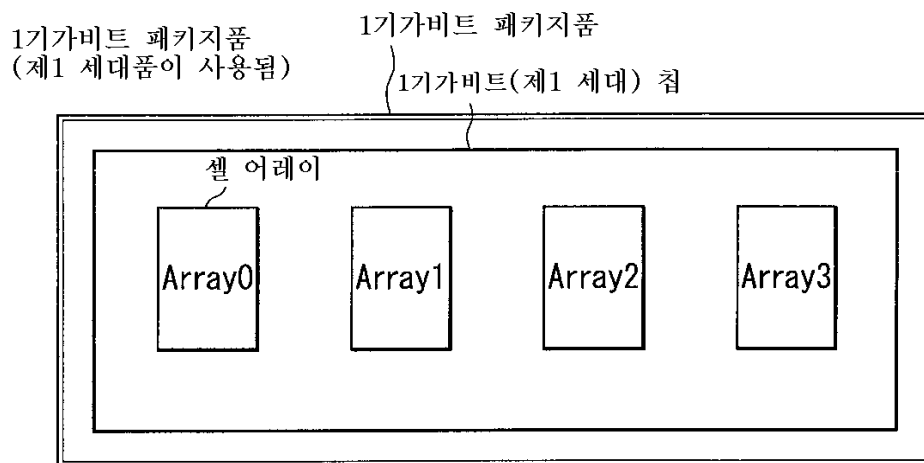 1기가비트 패키지품
(제1 세대품이 사용됨)
1기가비트 패키지품
1기가비트(제1 세대) 칩
셀 어레이
Array0
Array1
Array2
Array3